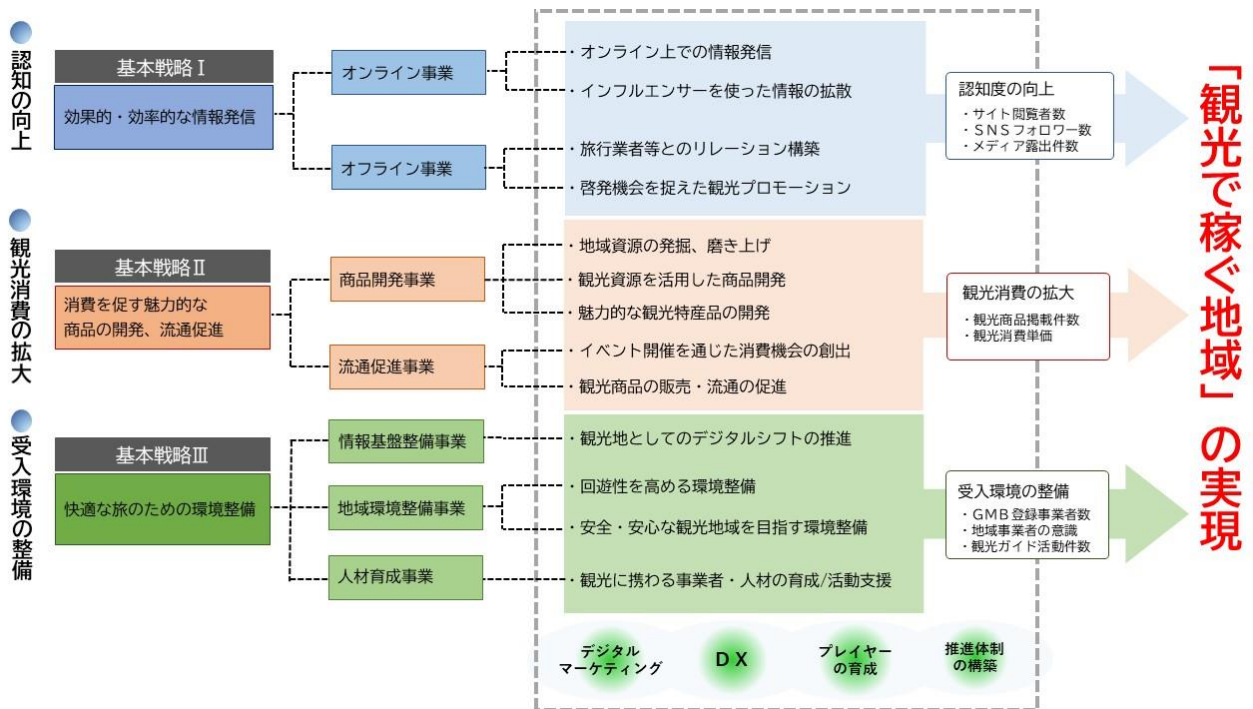 認知の向上
基本戦略Ⅰ
効果的・効率的な情報発信
オンライン事業
・オンライン上での情報発信
・インフルエンサーを使った情報の拡散
オフライン事業
・旅行業者等とのリレーション構築
・啓発機会を捉えた観光プロモーション
認知度の向上
・サイト閲覧者数
・ＳＮＳフォロワー数
・メディア露出件数
観光消費の拡大
基本戦略Ⅱ
消費を促す魅力的な
商品の開発、流通促進
商品開発事業
・地域資源の発掘、磨き上げ
・観光資源を活用した商品開発
・魅力的な観光特産品の開発
流通促進事業
・イベント開催を通じた消費機会の創出
・観光商品の販売・流通の促進
観光消費の拡大
・観光商品掲載件数
・観光消費単価
受入環境の整備
基本戦略Ⅲ
快適な旅のための環境整備
情報基盤整備事業
・観光地としてのデジタルシフトの推進
地域環境整備事業
・回遊性を高める環境整備
・安全・安心な観光地域を目指す環境整備
人材育成事業
・観光に携わる事業者・人材の育成/活動支援
受入環境の整備
・ＧＭＢ登録事業者数
・地域事業者の意識
・観光ガイド活動件数
デジタル
マーケティング
ＤＸ
プレイヤー
の育成
推進体制
の構築
「観光で稼ぐ地域」の実現